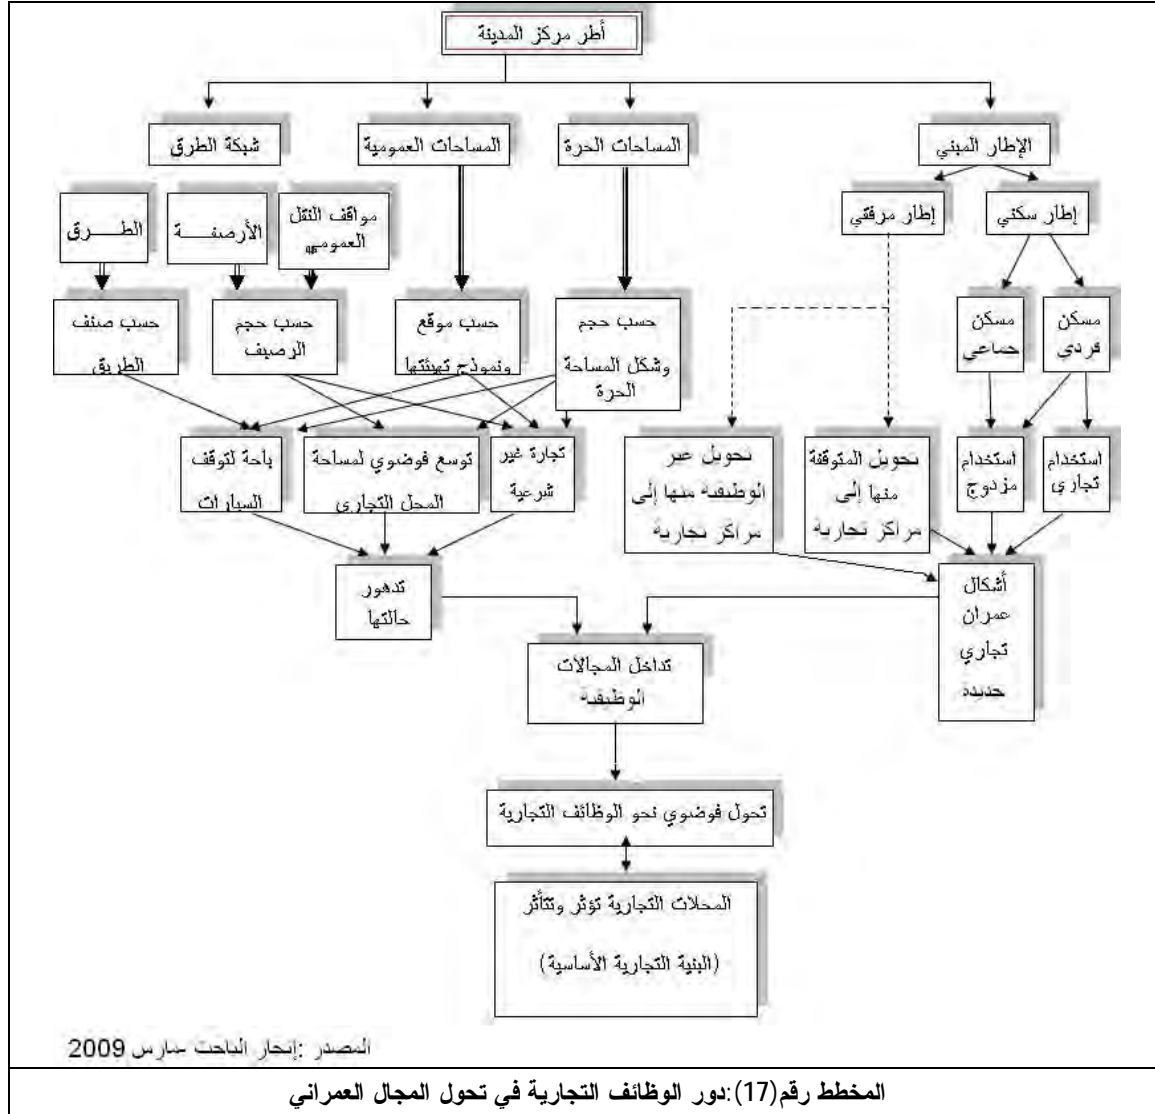 أطر مركز المدينة
الإطار المبني
المساحات الحرة
المساحات العمومية
شبكة الطرق
إطار سكني
إطار مرفقي
مواقف النقل
العمومي
الأرصفـــــة
الطـــــرق
مسكن
فردي
مسكن
جماعي
حسب حجم
وشكل المساحة
الحرة
حسب موقع
ونموذج تهيئتها
حسب حجم
الرصيف
حسب صنف
الطريق
استخدام
تجاري
استخدام
مزدوج
تحويل المتوقفة
منها إلى
مراكز تجارية
تحويل غير
الوظيفية منها إلى
مراكز تجارية
تجارة غير
شرعية
توسع فوضوي لمساحة
المحل التجاري
باحة لتوقف
السيارات
أشكال
عمران
تجاري
جديدة
تدهور
حالتها
تداخل المجالات
الوظيفية
تحول فوضوي نحو الوظائف التجارية
المحلات التجارية تؤثر وتتأثر
(البنية التجارية الأساسية)
المصدر :إنجاز الباحث -مارس 2009
المخطط رقم(17):دور الوظائف التجارية في تحول المجال العمراني